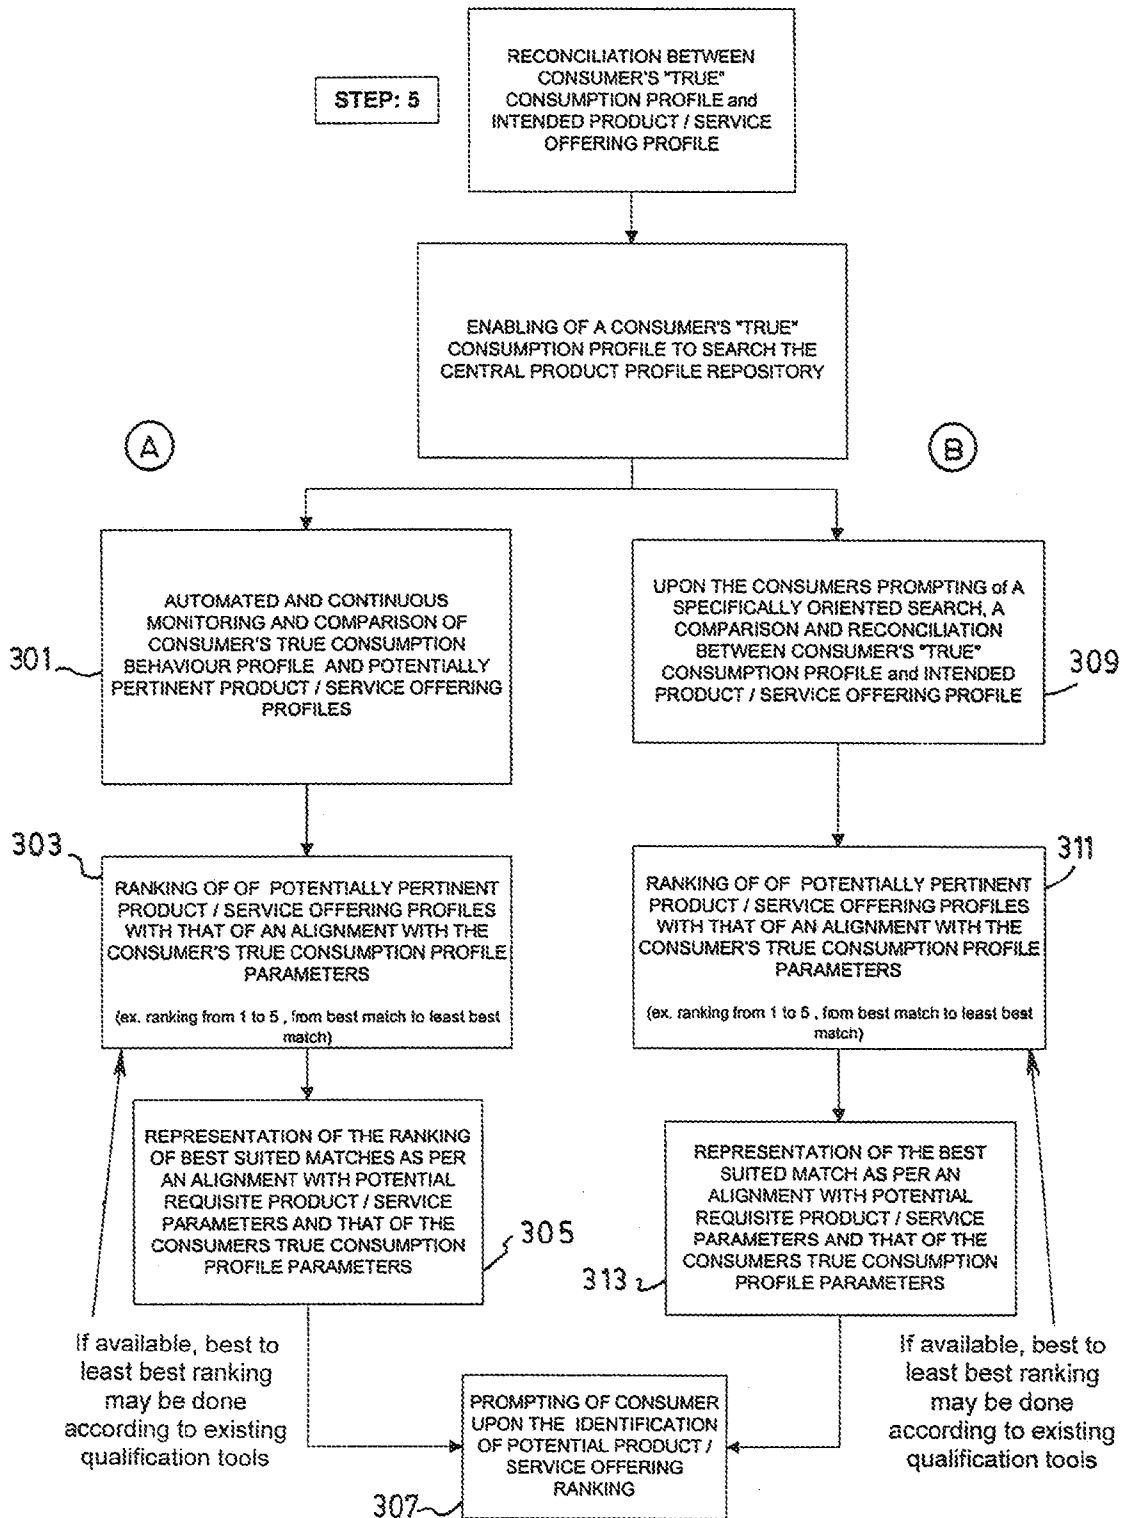 RECONCILIATION BETWEEN
CONSUMER'S "TRUE"
CONSUMPTION PROFILE and
INTENDED PRODUCT / SERVICE
OFFERING PROFILE
STEP: 5
ENABLING OF A CONSUMER'S "TRUE"
CONSUMPTION PROFILE TO SEARCH THE
CENTRAL PRODUCT PROFILE REPOSITORY
A
B
AUTOMATED AND CONTINUOUS
MONITORING AND COMPARISON OF
CONSUMER'S TRUE CONSUMPTION
BEHAVIOUR PROFILE AND POTENTIALLY
PERTINENT PRODUCT / SERVICE OFFERING
PROFILES
301
UPON THE CONSUMERS PROMPTING of A
SPECIFICALLY ORIENTED SEARCH, A
COMPARISON AND RECONCILIATION
BETWEEN CONSUMER'S "TRUE"
CONSUMPTION PROFILE and INTENDED
PRODUCT / SERVICE OFFERING PROFILE
309
303
RANKING OF OF POTENTIALLY PERTINENT
PRODUCT / SERVICE OFFERING PROFILES
WITH THAT OF AN ALIGNMENT WITH THE
CONSUMER'S TRUE CONSUMPTION PROFILE
PARAMETERS
(ex. ranking from 1 to 5 , from best match to least best
match)
311
RANKING OF OF POTENTIALLY PERTINENT
PRODUCT / SERVICE OFFERING PROFILES
WITH THAT OF AN ALIGNMENT WITH THE
CONSUMER'S TRUE CONSUMPTION PROFILE
PARAMETERS
(ex. ranking from 1 to 5 , from best match to least best
match)
REPRESENTATION OF THE RANKING
OF BEST SUITED MATCHES AS PER
AN ALIGNMENT WITH POTENTIAL
REQUISITE PRODUCT / SERVICE
PARAMETERS AND THAT OF THE
CONSUMERS TRUE CONSUMPTION
PROFILE PARAMETERS
305
REPRESENTATION OF THE BEST
SUITED MATCH AS PER AN
ALIGNMENT WITH POTENTIAL
REQUISITE PRODUCT / SERVICE
PARAMETERS AND THAT OF THE
CONSUMERS TRUE CONSUMPTION
PROFILE PARAMETERS
313
If available, best to
least best ranking
may be done
according to existing
qualification tools
PROMPTING OF CONSUMER
UPON THE IDENTIFICATION
OF POTENTIAL PRODUCT /
SERVICE OFFERING
RANKING
307
If available, best to
least best ranking
may be done
according to existing
qualification tools